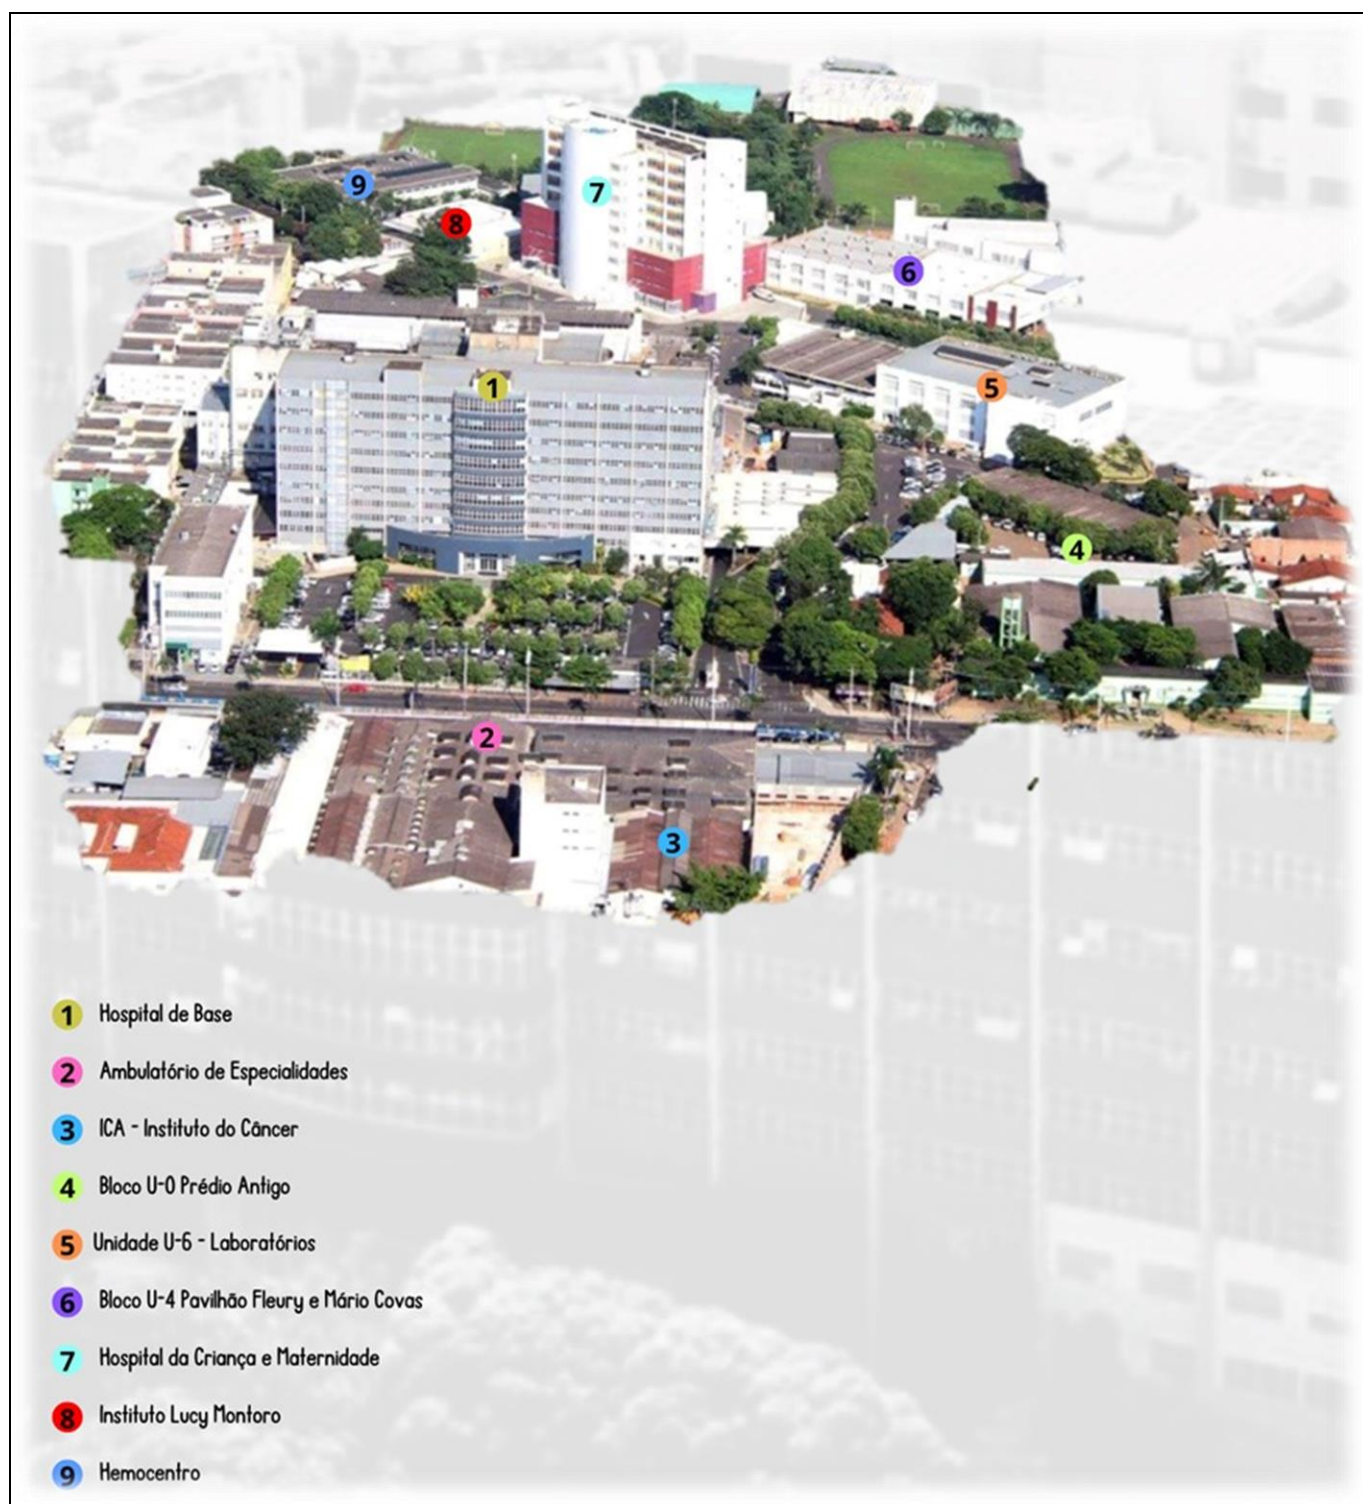 9
7
8
6
1
5
4
2
3
1 Hospital de Base
2 Ambulatório de Especialidades
3 ICA - Instituto do Câncer
4 Bloco U-0 Prédio Antigo
5 Unidade U-6 - Laboratórios
6 Bloco U-4 Pavilhão Fleury e Mário Covas
7 Hospital da Criança e Maternidade
8 Instituto Lucy Montoro
9 Hemocentro